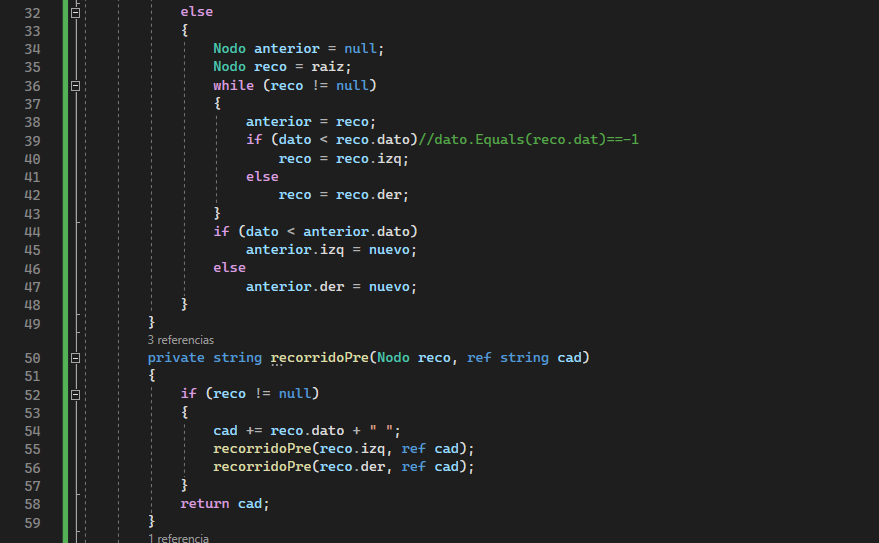 32 else
33 {
34 Nodo anterior = null;
35 Nodo reco = raiz;
36 while (reco != null)
37 {
38 anterior = reco;
39 if (dato < reco.dato)//dato.Equals(reco.dat)==-1
40 reco = reco.izq;
41 else
42 reco = reco.der;
43 }
44 if (dato < anterior.dato)
45 anterior.izq = nuevo;
46 else
47 anterior.der = nuevo;
48 }
49 }
3 referencias
50 private string recorridoPre(Nodo reco, ref string cad)
51 {
52 if (reco != null)
53 {
54 cad += reco.dato + " ";
55 recorridoPre(reco.izq, ref cad);
56 recorridoPre(reco.der, ref cad);
57 }
58 return cad;
59 }
1 referencia